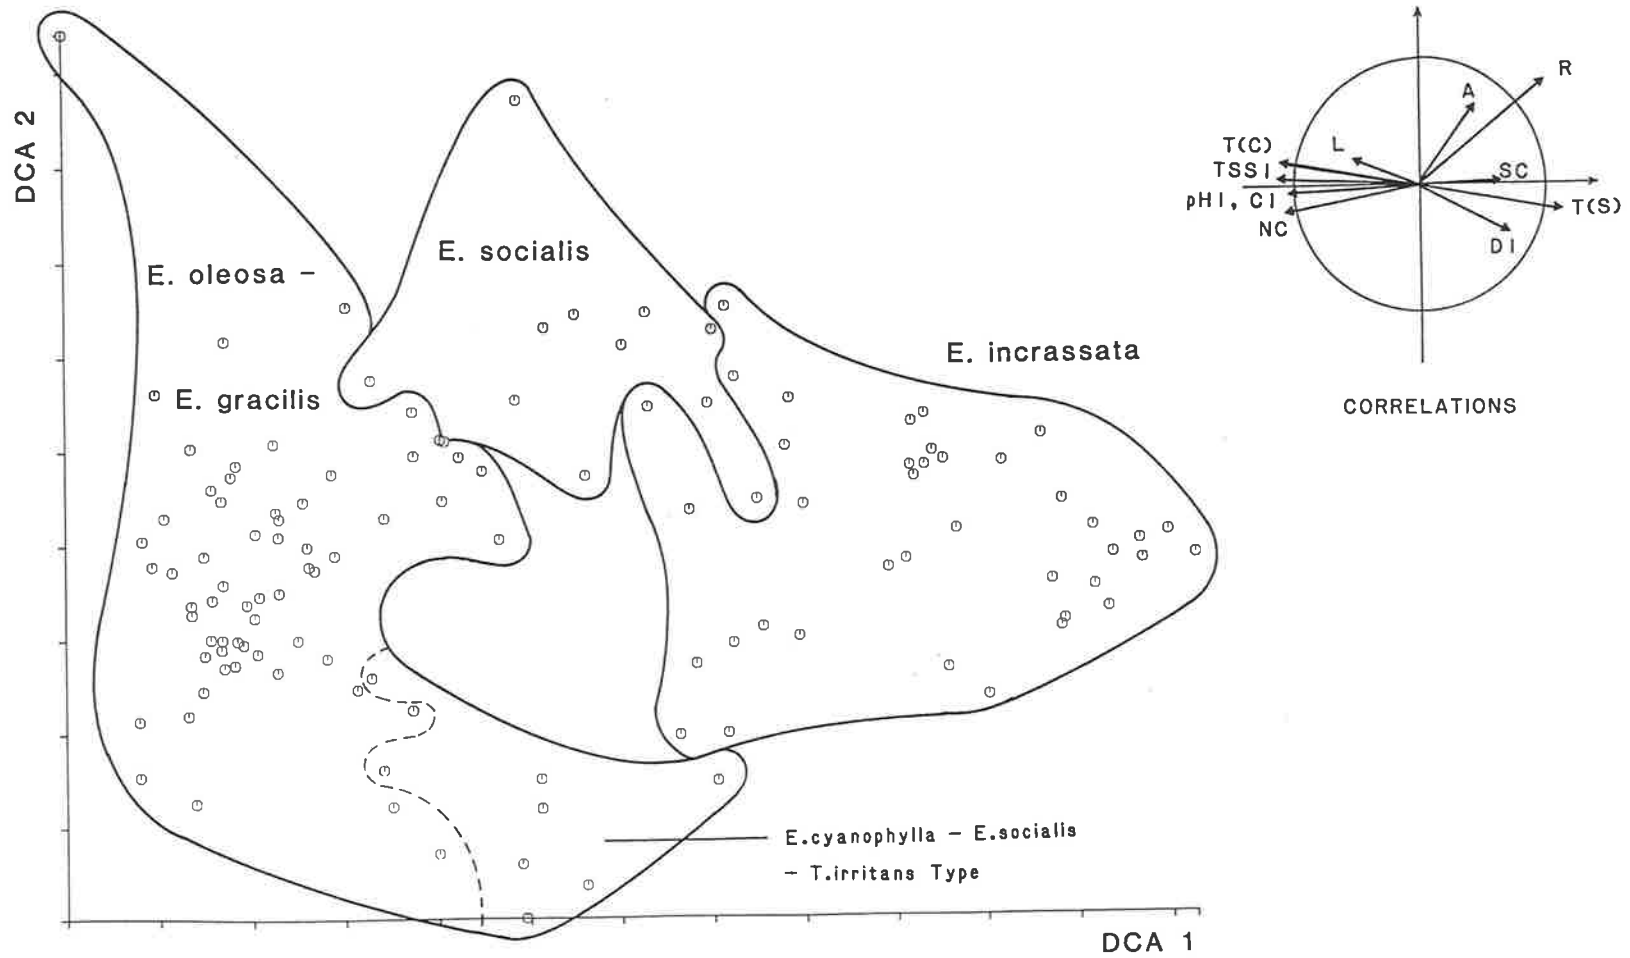 DCA 2
E. oleosa –
E. gracilis
E. socialis
E. incrassata
E.cyanophylla – E.socialis
– T.irritans Type
DCA 1
R
A
L
T(C)
TSSI
SC
pHI, CI
T(S)
NC
DI
CORRELATIONS